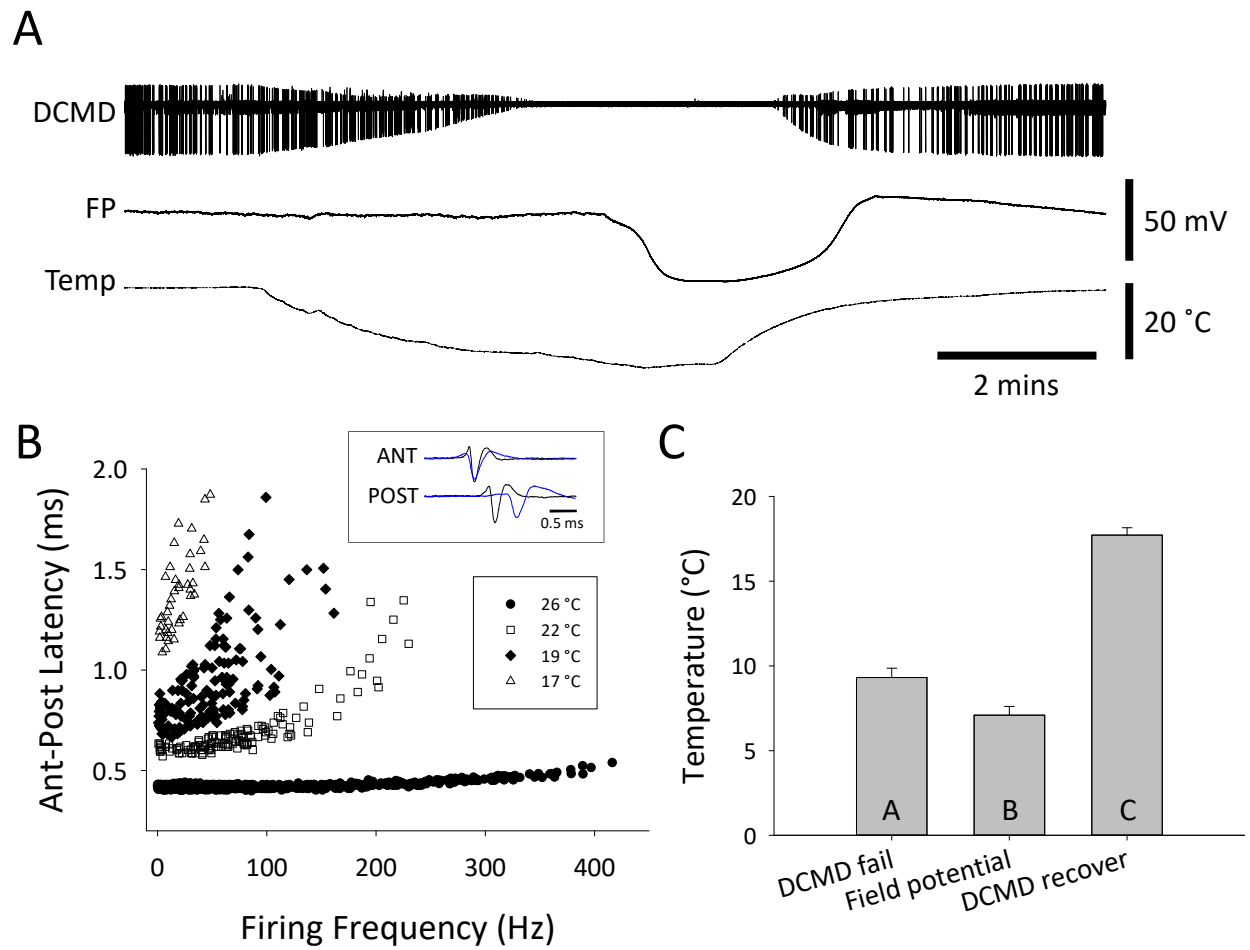 A
DCMD
FP
50 mV
Temp
20 ˚C
2 mins
B
ANT
POST
0.5 ms
26 °C
22 °C
19 °C
17 °C
2.0
1.5
1.0
0.5
Ant-Post Latency (ms)
0 100 200 300 400
Firing Frequency (Hz)
C
20
15
10
5
0
Temperature (°C)
A B C
DCMD fail
Field potential
DCMD recover